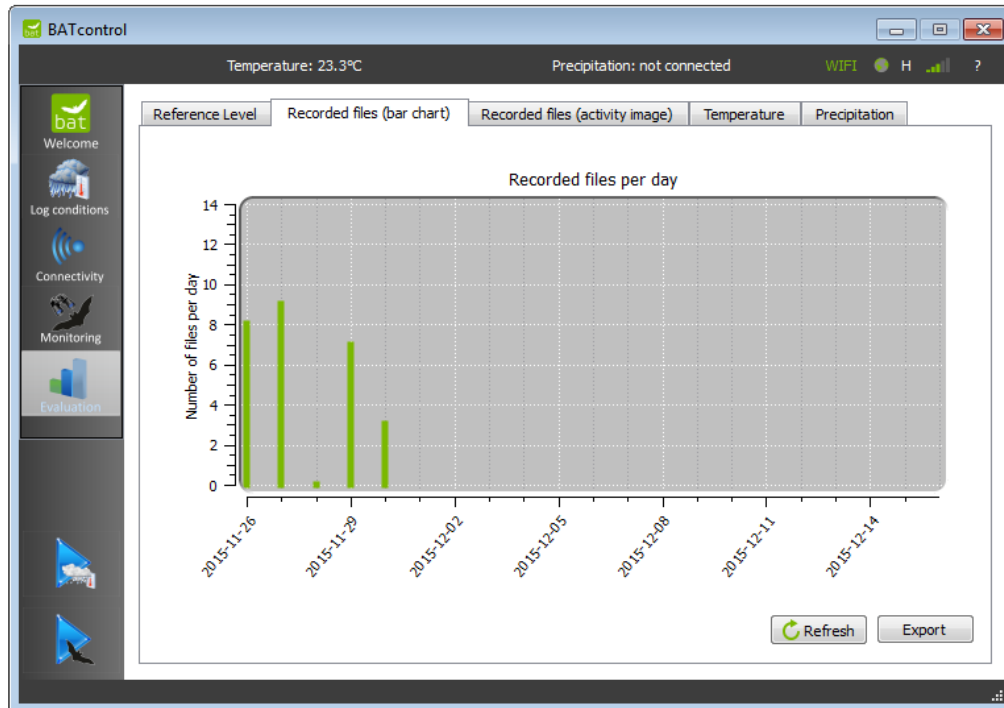 BATcontrol
Temperature: 23.3°C Precipitation: not connected WIFI H ?
bat
Welcome
Log conditions
Connectivity
Monitoring
Evaluation
Reference Level Recorded files (bar chart) Recorded files (activity image) Temperature Precipitation
Recorded files per day
Number of files per day
14
12
10
8
6
4
2
0
2015-11-26 2015-11-29 2015-12-02 2015-12-05 2015-12-08 2015-12-11 2015-12-14
Refresh Export